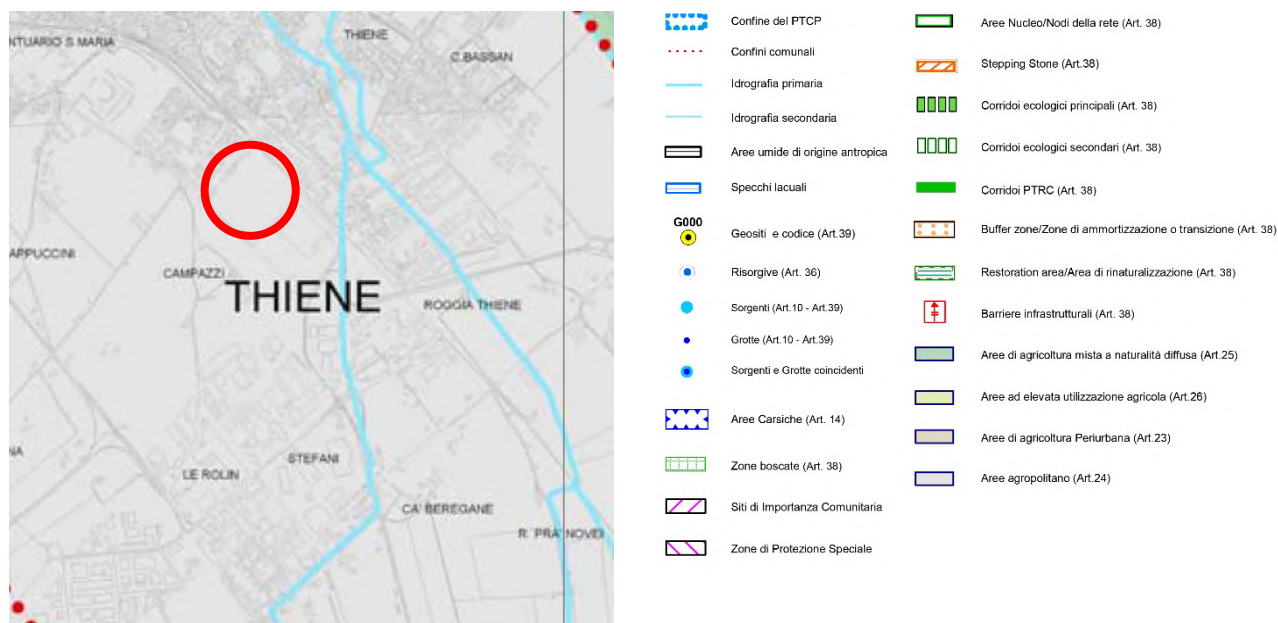 THIENE
NTUARIO S MARIA
C.BASSAN
APPUCCINI
CAMPAZZI
THIENE
ROGGIA THIENE
STEFANI
NA
LE ROLIN
CA' BEREGANE
R. PRA' NOVEI
Confine del PTCP
Confini comunali
Idrografia primaria
Idrografia secondaria
Aree umide di origine antropica
Specchi lacuali
G000
Geositi e codice (Art.39)
Risorgive (Art. 36)
Sorgenti (Art.10 - Art.39)
Grotte (Art.10 - Art.39)
Sorgenti e Grotte coincidenti
Aree Carsiche (Art. 14)
Zone boscate (Art. 38)
Siti di Importanza Comunitaria
Zone di Protezione Speciale
Aree Nucleo/Nodi della rete (Art. 38)
Stepping Stone (Art.38)
Corridoi ecologici principali (Art. 38)
Corridoi ecologici secondari (Art. 38)
Corridoi PTRC (Art. 38)
Buffer zone/Zone di ammortizzazione o transizione (Art. 38)
Restoration area/Area di rinaturalizzazione (Art. 38)
Barriere infrastrutturali (Art. 38)
Aree di agricoltura mista a naturalità diffusa (Art.25)
Aree ad elevata utilizzazione agricola (Art.26)
Aree di agricoltura Periurbana (Art.23)
Aree agropolitano (Art.24)